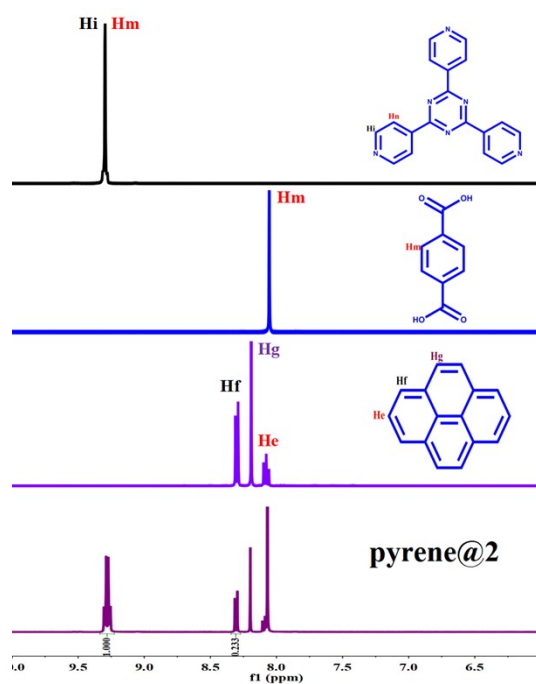 Hi Hm
N
N N
Hn
N
Hi
N N
Hm
O OH
Hm
HO O
Hg
Hf
He
Hg
Hf
He
pyrene@2
1.000 0.233
9.5 9.0 8.5 8.0 7.5 7.0 6.5
f1 (ppm)